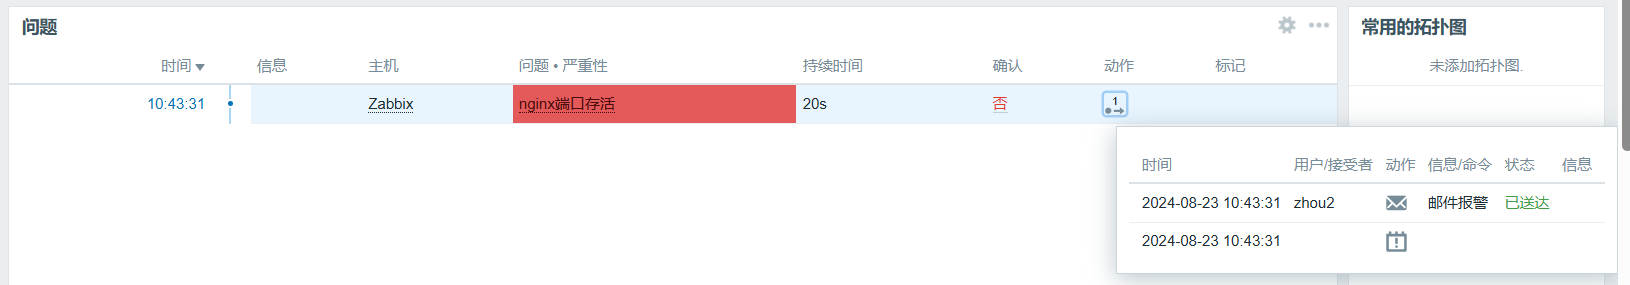 问题
常用的拓扑图
时间 信息 主机 问题 • 严重性 持续时间 确认 动作 标记
未添加拓扑图.
10:43:31 Zabbix nginx端口存活 20s 否 1
时间 用户/接受者 动作 信息/命令 状态 信息
2024-08-23 10:43:31 zhou2 邮件报警 已送达
2024-08-23 10:43:31